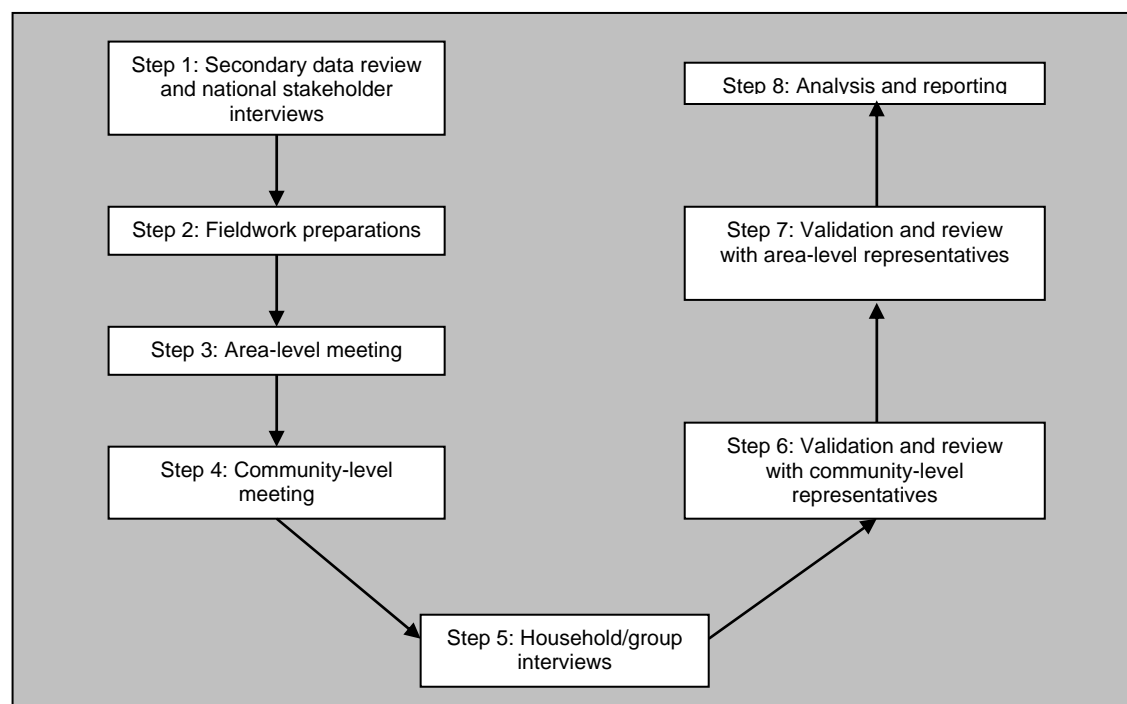 Step 1: Secondary data review
and national stakeholder
interviews
Step 2: Fieldwork preparations
Step 3: Area-level meeting
Step 4: Community-level
meeting
Step 5: Household/group
interviews
Step 6: Validation and review
with community-level
representatives
Step 7: Validation and review
with area-level representatives
Step 8: Analysis and reporting